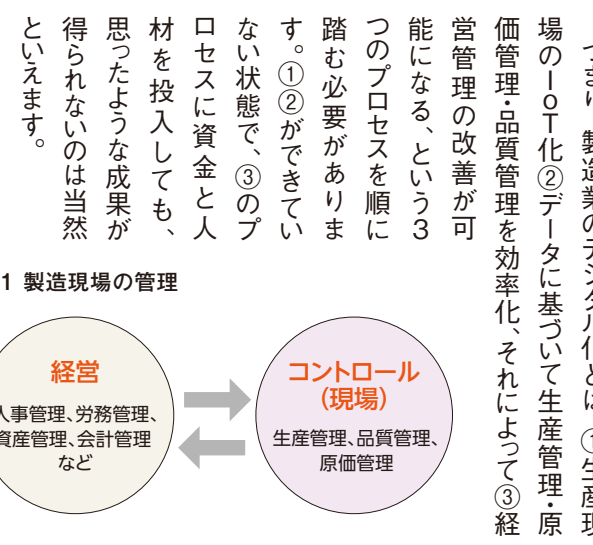 つまり、製造業のデジタル化とは、①生産現
場のIoT化②データに基づいて生産管理・原
価管理・品質管理を効率化、それによって③経
営管理の改善が可
能になる、という3
つのプロセスを順に
踏む必要がありま
す。①②ができてい
ない状態で、③のプ
ロセスに資金と人
材を投入しても、
思ったような成果が
得られないのは当然
といえます。
1 製造現場の管理
経営
人事管理、労務管理、
資産管理、会計管理
など
コントロール
(現場)
生産管理、品質管理、
原価管理